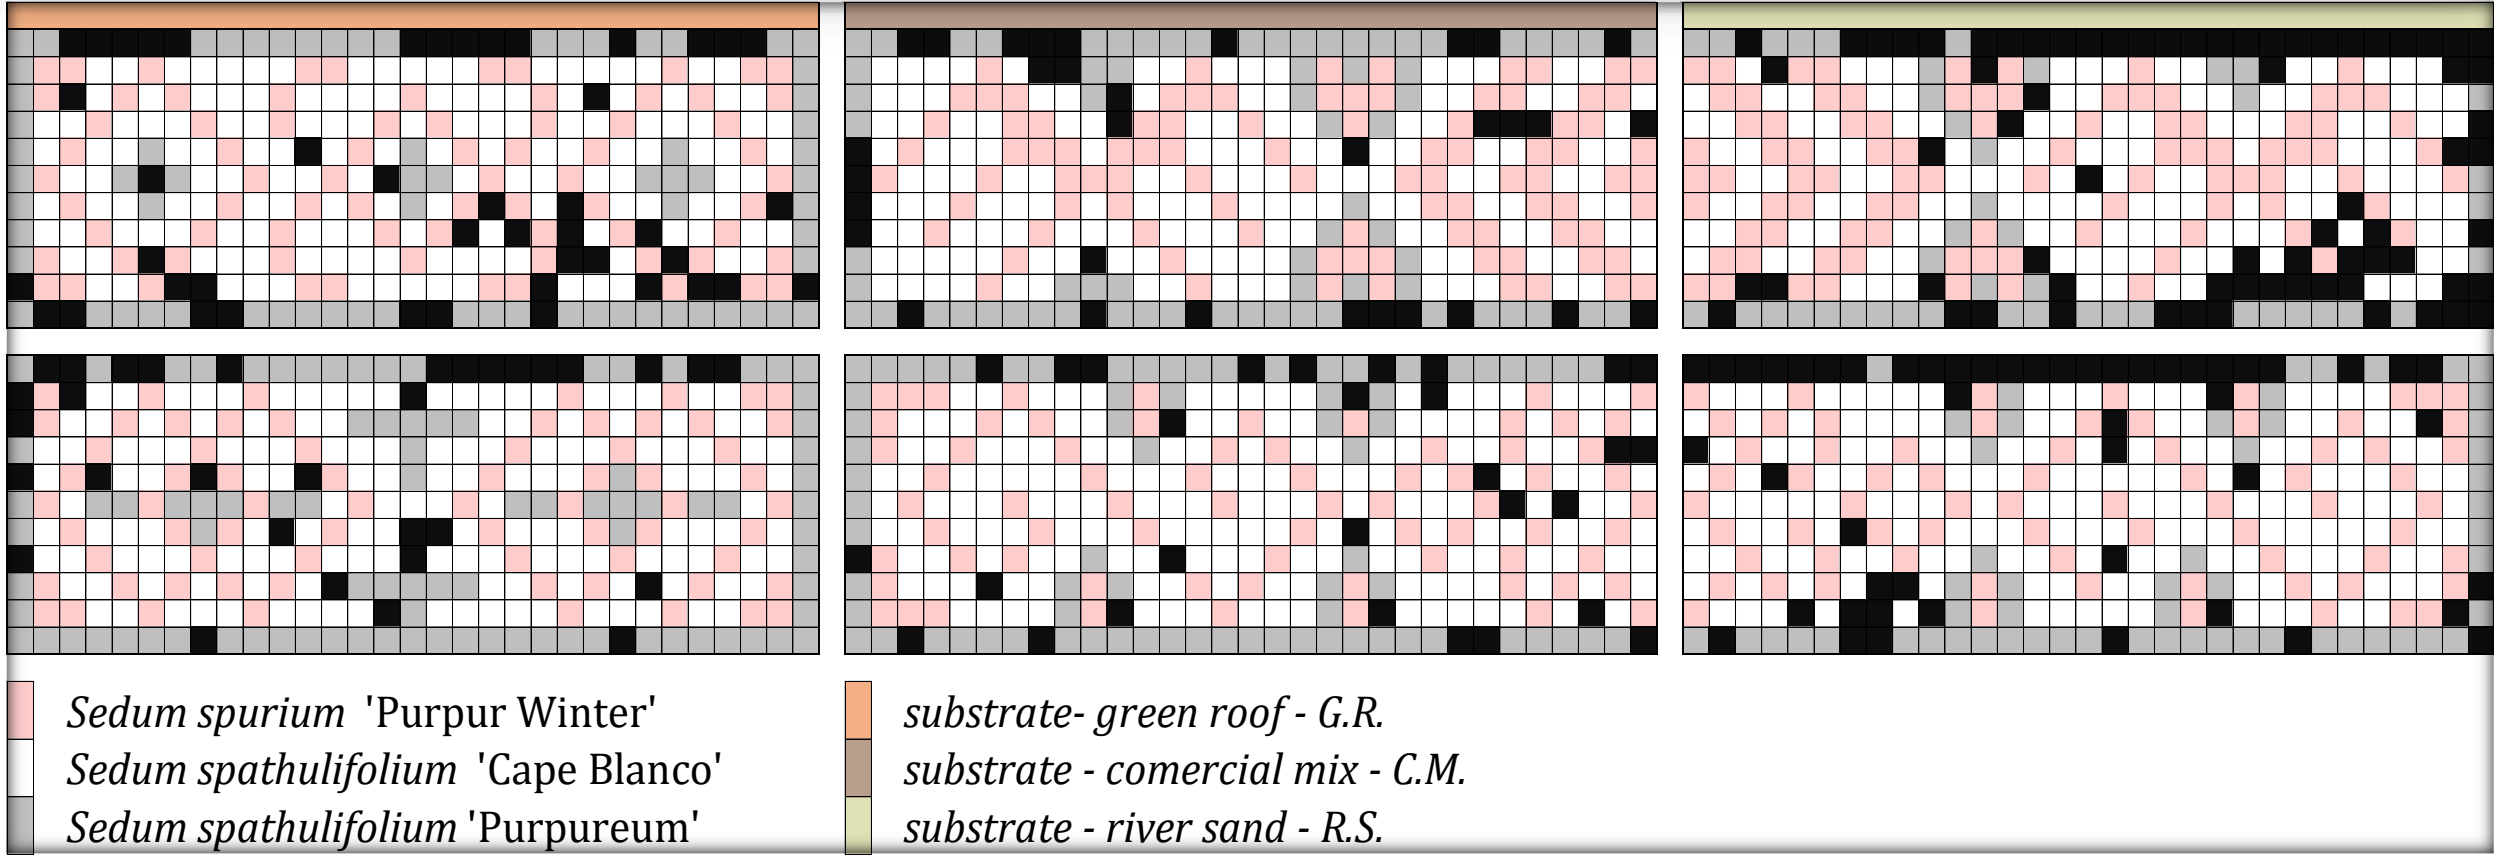 Sedum spurium 'Purpur Winter'
Sedum spathulifolium 'Cape Blanco'
Sedum spathulifolium 'Purpureum'
substrate- green roof - G.R.
substrate - comercial mix - C.M.
substrate - river sand - R.S.